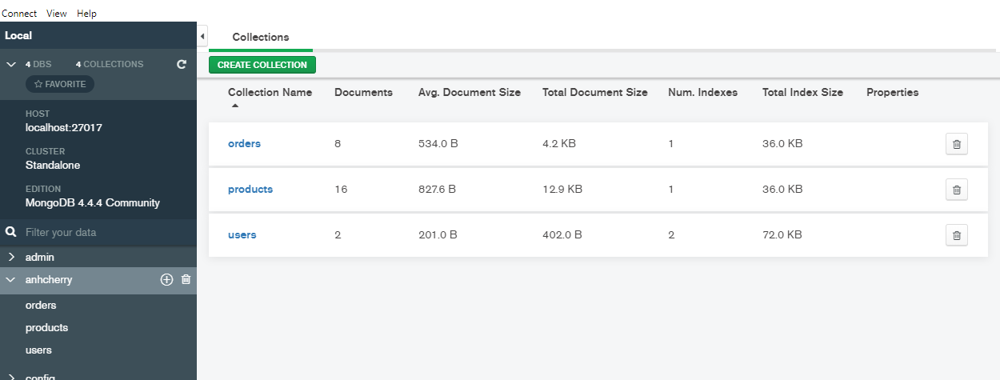 Connect View Help
Local
4 DBS 4 COLLECTIONS
FAVORITE
HOST
localhost:27017
CLUSTER
Standalone
EDITION
MongoDB 4.4.4 Community
Filter your data
admin
anhcherry
orders
products
users
config
Collections
CREATE COLLECTION
Collection Name Documents Avg. Document Size Total Document Size Num. Indexes Total Index Size Properties
orders 8 534.0 B 4.2 KB 1 36.0 KB
products 16 827.6 B 12.9 KB 1 36.0 KB
users 2 201.0 B 402.0 B 2 72.0 KB